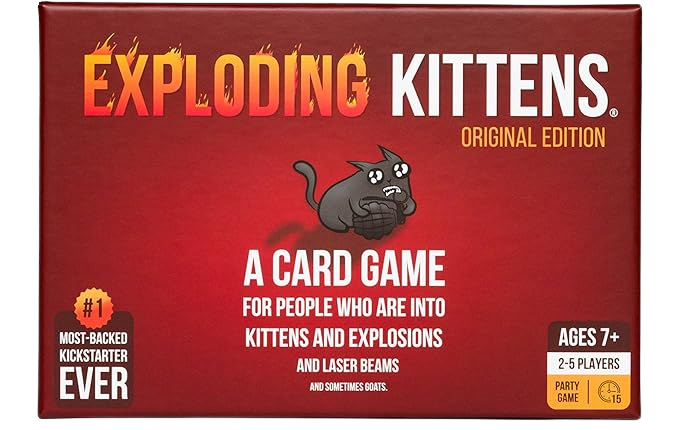 EXPLODING KITTENS®
ORIGINAL EDITION
A CARD GAME
FOR PEOPLE WHO ARE INTO
KITTENS AND EXPLOSIONS
AND LASER BEAMS
AND SOMETIMES GOATS.
#1
MOST-BACKED
KICKSTARTER
EVER
AGES 7+
2-5 PLAYERS
PARTY
GAME
15